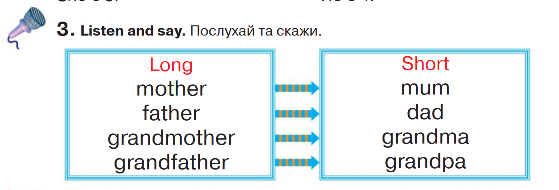 3. Listen and say. Послухай та скажи.
Long
mother
father
grandmother
grandfather
Short
mum
dad
grandma
grandpa